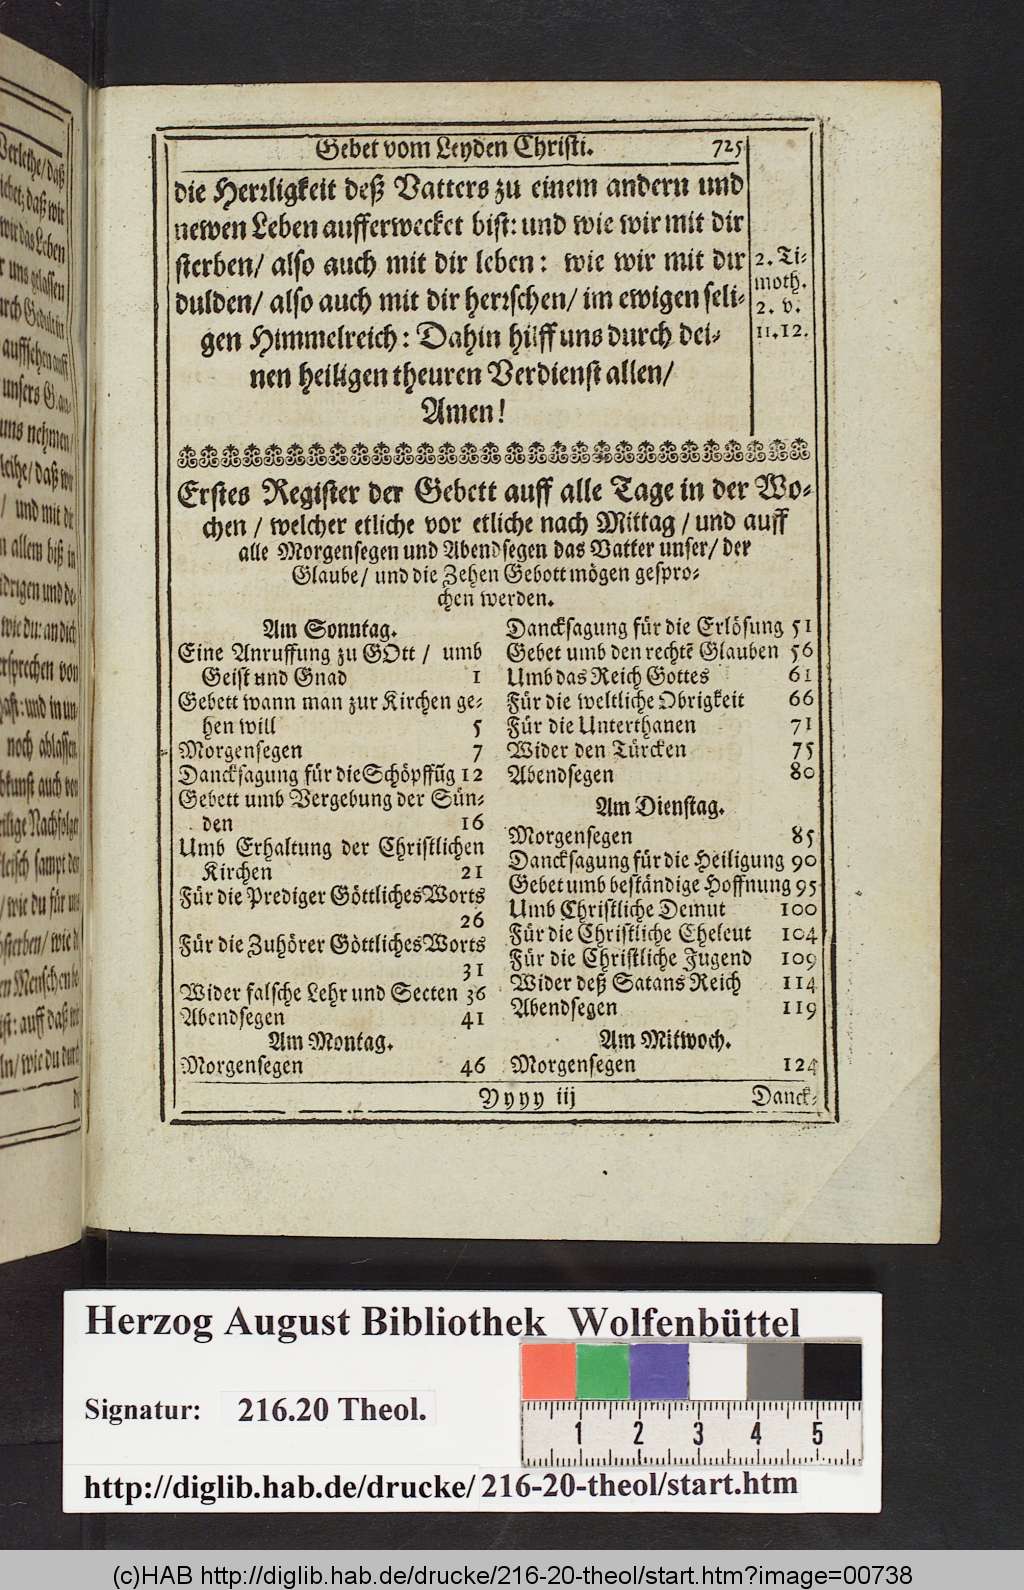 Gebet vom Leyden Christi. 725
die Herrligkeit deß Vatters zu einem andern und
newen Leben aufferwecket bist: und wie wir mit dir
sterben/ also auch mit dir leben: wie wir mit dir
dulden/ also auch mit dir herrschen/ im ewigen seli-
gen Himmelreich: Dahin hilff uns durch dei-
nen heiligen theuren Verdienst allen/
Amen!
2. Ti-
moth.
2. v.
11.12.
Erstes Register der Gebett auff alle Tage in der Wo-
chen / welcher etliche vor etliche nach Mittag / und auff
alle Morgensegen und Abendsegen das Vatter unser/ der
Glaube/ und die Zehen Gebott mögen gespro-
chen werden.
Am Sonntag.
Eine Anruffung zu GOtt / umb
Geist und Gnad 1
Gebett wann man zur Kirchen ge-
hen will 5
Morgensegen 7
Dancksagung für die Schöpffūg 12
Gebett umb Vergebung der Sün-
den 16
Umb Erhaltung der Christlichen
Kirchen 21
Für die Prediger Göttliches Worts
26
Für die Zuhörer Göttliches Worts
31
Wider falsche Lehr und Secten 36
Abendsegen 41
Am Montag.
Morgensegen 46
Dancksagung für die Erlösung 51
Gebet umb den rechtē Glauben 56
Umb das Reich Gottes 61
Für die weltliche Obrigkeit 66
Für die Unterthanen 71
Wider den Türcken 75
Abendsegen 80
Am Dienstag.
Morgensegen 85
Dancksagung für die Heiligung 90
Gebet umb beständige Hoffnung 95
Umb Christliche Demut 100
Für die Christliche Eheleut 104
Für die Christliche Jugend 109
Wider deß Satans Reich 114
Abendsegen 119
Am Mitwoch.
Morgensegen 124
Yyyy iij Danck-
Herzog August Bibliothek Wolfenbüttel
Signatur: 216.20 Theol.
1 2 3 4 5
http://diglib.hab.de/drucke/ 216-20-theol/start.htm
(c)HAB http://diglib.hab.de/drucke/216-20-theol/start.htm?image=00738